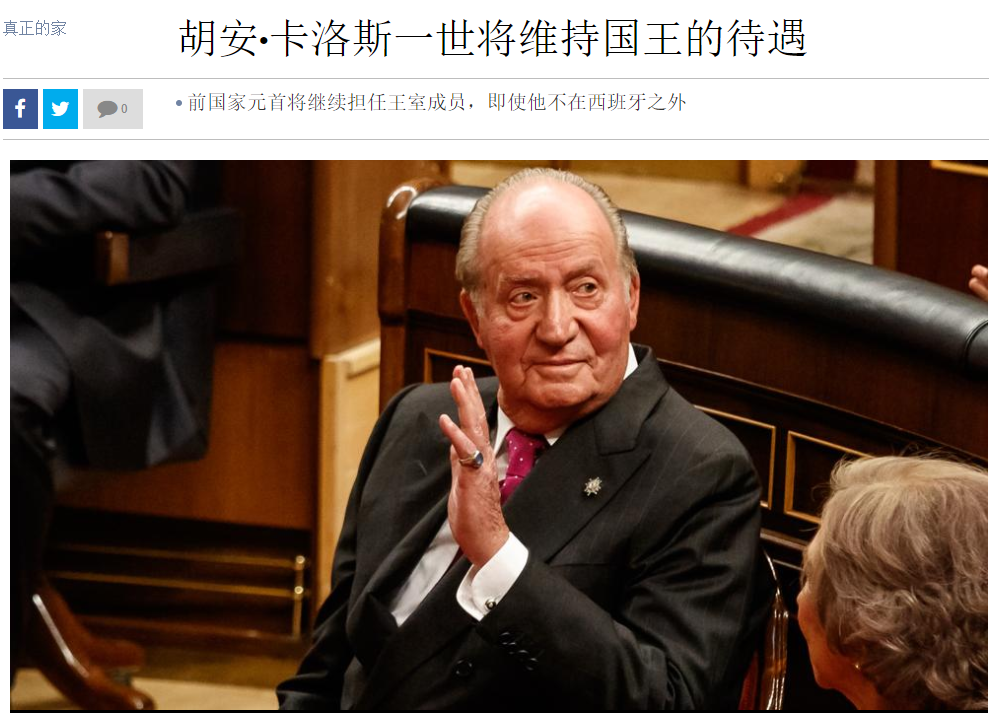 真正的家
胡安•卡洛斯一世将维持国王的待遇
0
• 前国家元首将继续担任王室成员，即使他不在西班牙之外